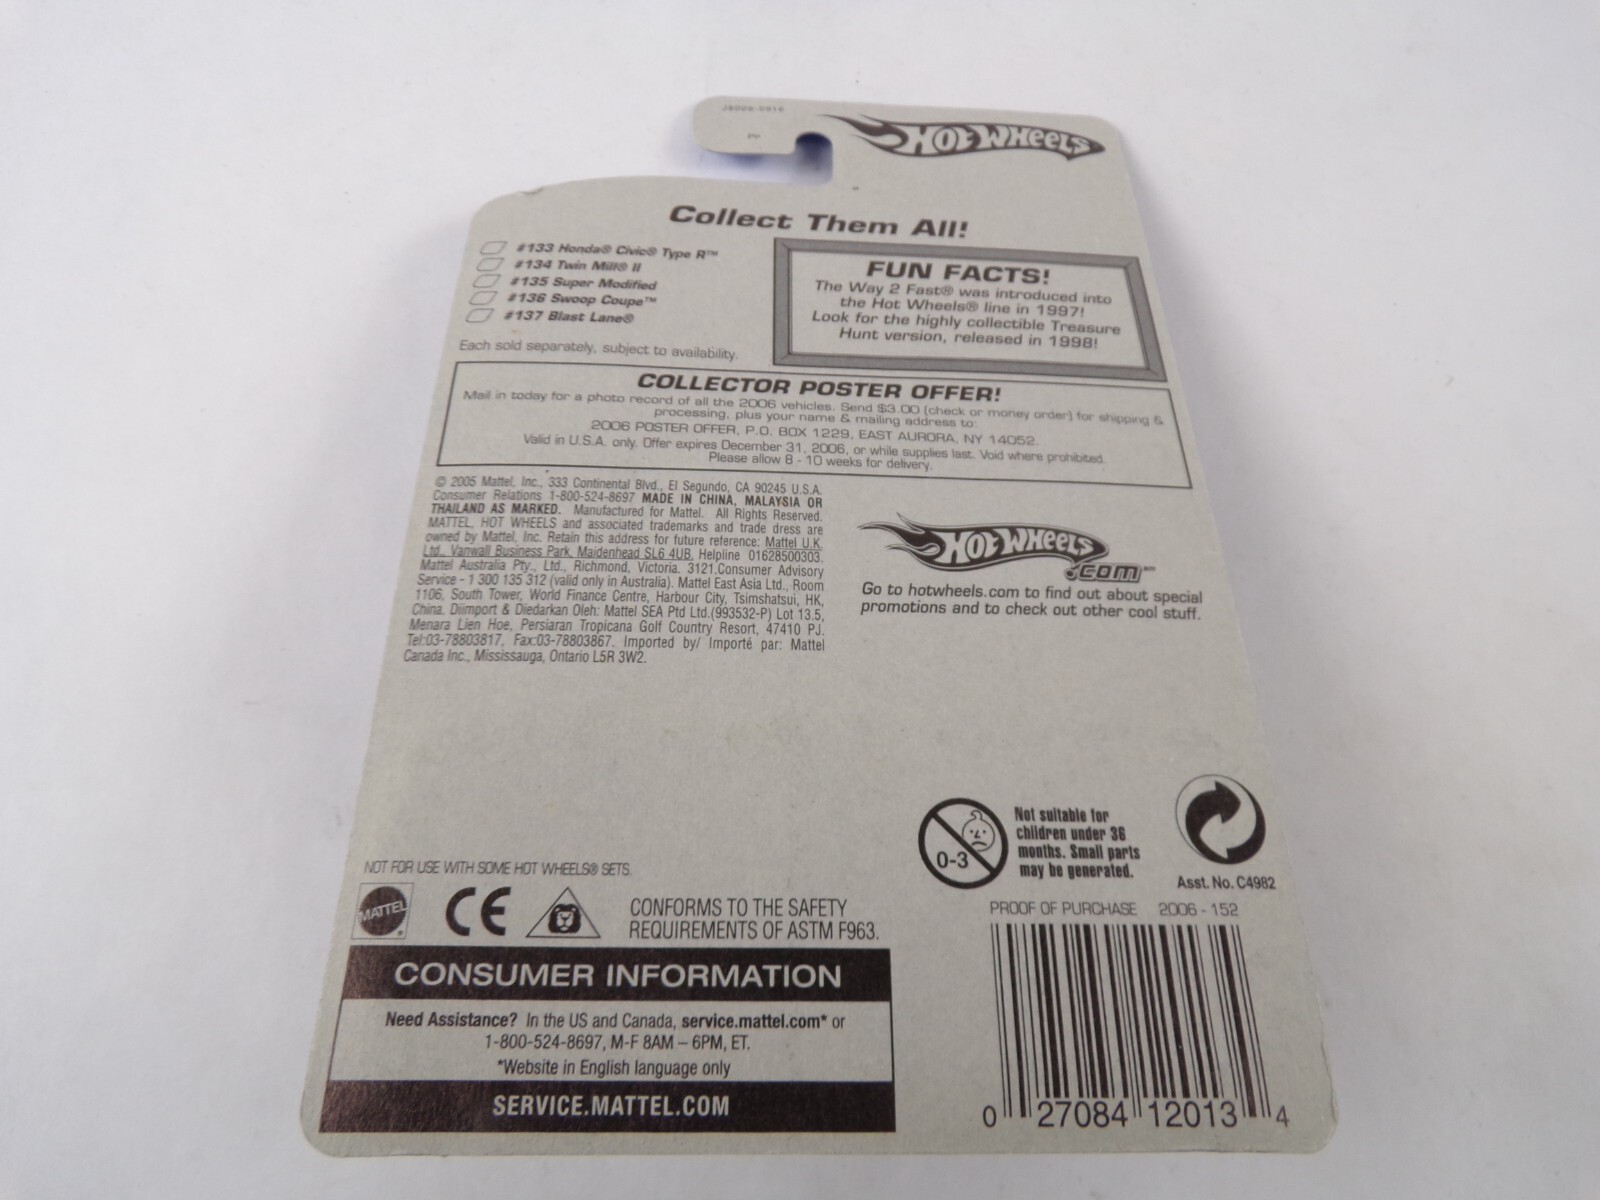 HOT WHEELS
Collect Them All!
#133 Honda® Civic® Type R™
#134 Twin Mill® II
#135 Super Modified
#136 Swoop Coupe™
#137 Blast Lane®
Each sold separately, subject to availability.
FUN FACTS!
The Way 2 Fast® was introduced into
the Hot Wheels® line in 1997!
Look for the highly collectible Treasure
Hunt version, released in 1998!
COLLECTOR POSTER OFFER!
Mail in today for a photo record of all the 2006 vehicles. Send $3.00 (check or money order) for shipping &
processing, plus your name & mailing address to:
2006 POSTER OFFER, P.O. BOX 1229, EAST AURORA, NY 14052.
Valid in U.S.A. only. Offer expires December 31, 2006, or while supplies last. Void where prohibited.
Please allow 8 - 10 weeks for delivery.
© 2005 Mattel, Inc., 333 Continental Blvd., El Segundo, CA 90245 U.S.A.
Consumer Relations 1-800-524-8697 MADE IN CHINA, MALAYSIA OR
THAILAND AS MARKED. Manufactured for Mattel. All Rights Reserved.
MATTEL, HOT WHEELS and associated trademarks and trade dress are
owned by Mattel, Inc. Retain this address for future reference: Mattel U.K.
Ltd., Vanwall Business Park, Maidenhead SL6 4UB. Helpline 01628500303.
Mattel Australia Pty., Ltd., Richmond, Victoria. 3121.Consumer Advisory
Service - 1 300 135 312 (valid only in Australia). Mattel East Asia Ltd., Room
1106, South Tower, World Finance Centre, Harbour City, Tsimshatsui, HK,
China. Diimport & Diedarkan Oleh: Mattel SEA Ptd Ltd.(993532-P) Lot 13.5,
Menara Lien Hoe, Persiaran Tropicana Golf Country Resort, 47410 PJ.
Tel:03-78803817, Fax:03-78803867. Imported by/ Importé par: Mattel
Canada Inc., Mississauga, Ontario L5R 3W2.
HOT WHEELS
.COM™
Go to hotwheels.com to find out about special
promotions and to check out other cool stuff.
0-3
Not suitable for
children under 36
months. Small parts
may be generated.
Asst. No. C4982
NOT FOR USE WITH SOME HOT WHEELS® SETS.
MATTEL®
CE
CONFORMS TO THE SAFETY
REQUIREMENTS OF ASTM F963.
PROOF OF PURCHASE 2006 - 152
CONSUMER INFORMATION
Need Assistance? In the US and Canada, service.mattel.com* or
1-800-524-8697, M-F 8AM – 6PM, ET.
*Website in English language only
SERVICE.MATTEL.COM
0 27084 12013 4